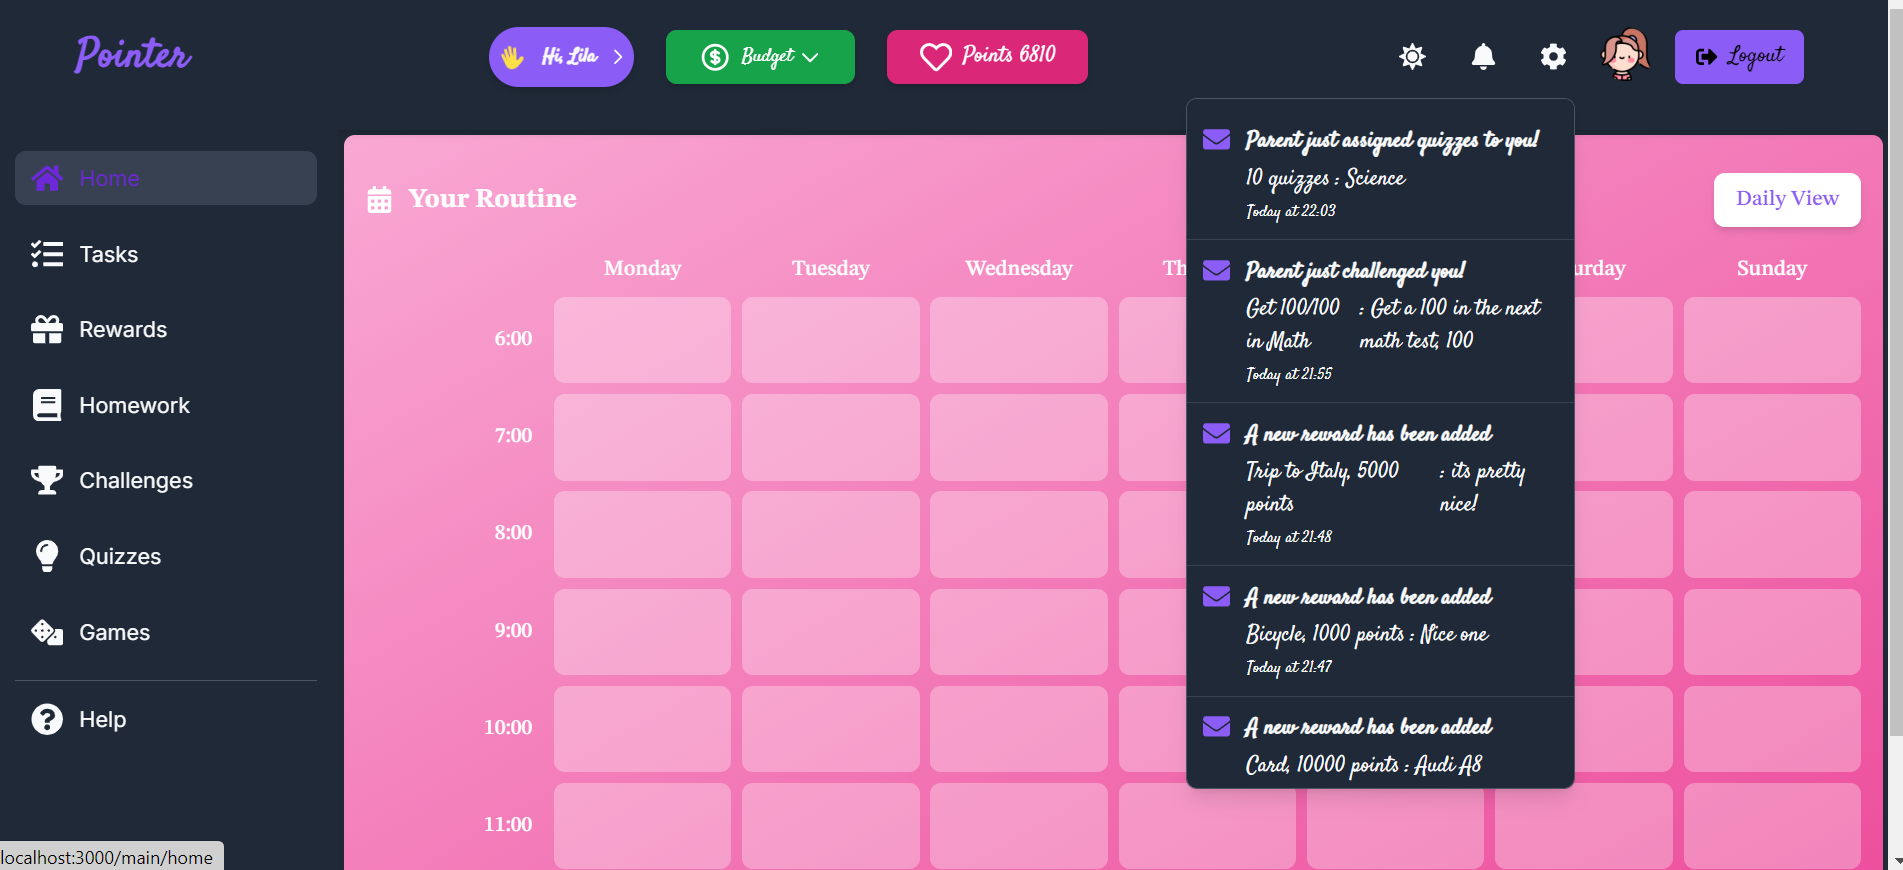 Pointer
Hi, Lila
Budget
Points 6810
Logout
Home
Tasks
Rewards
Homework
Challenges
Quizzes
Games
Help
Your Routine
Daily View
Monday Tuesday Wednesday Th urday Sunday
6:00
7:00
8:00
9:00
10:00
11:00
Parent just assigned quizzes to you!
10 quizzes : Science
Today at 22:03
Parent just challenged you!
Get 100/100 : Get a 100 in the next
in Math math test, 100
Today at 21:55
A new reward has been added
Trip to Italy, 5000 : its pretty
points nice!
Today at 21:48
A new reward has been added
Bicycle, 1000 points : Nice one
Today at 21:47
A new reward has been added
Card, 10000 points : Audi A8
localhost:3000/main/home